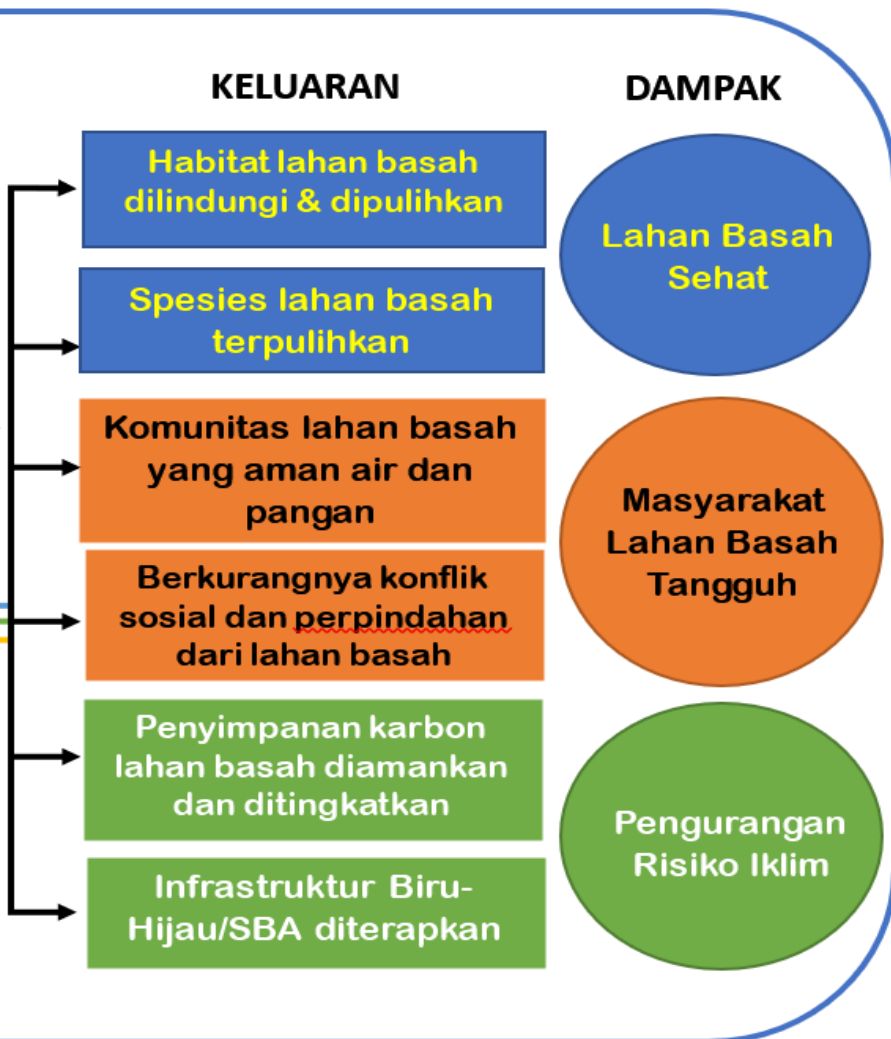 KELUARAN
DAMPAK
Habitat lahan basah
dilindungi & dipulihkan
Spesies lahan basah
terpulihkan
Lahan Basah
Sehat
Komunitas lahan basah
yang aman air dan
pangan
Berkurangnya konflik
sosial dan perpindahan
dari lahan basah
Masyarakat
Lahan Basah
Tangguh
Penyimpanan karbon
lahan basah diamankan
dan ditingkatkan
Infrastruktur Biru-
Hijau/SBA diterapkan
Pengurangan
Risiko Iklim